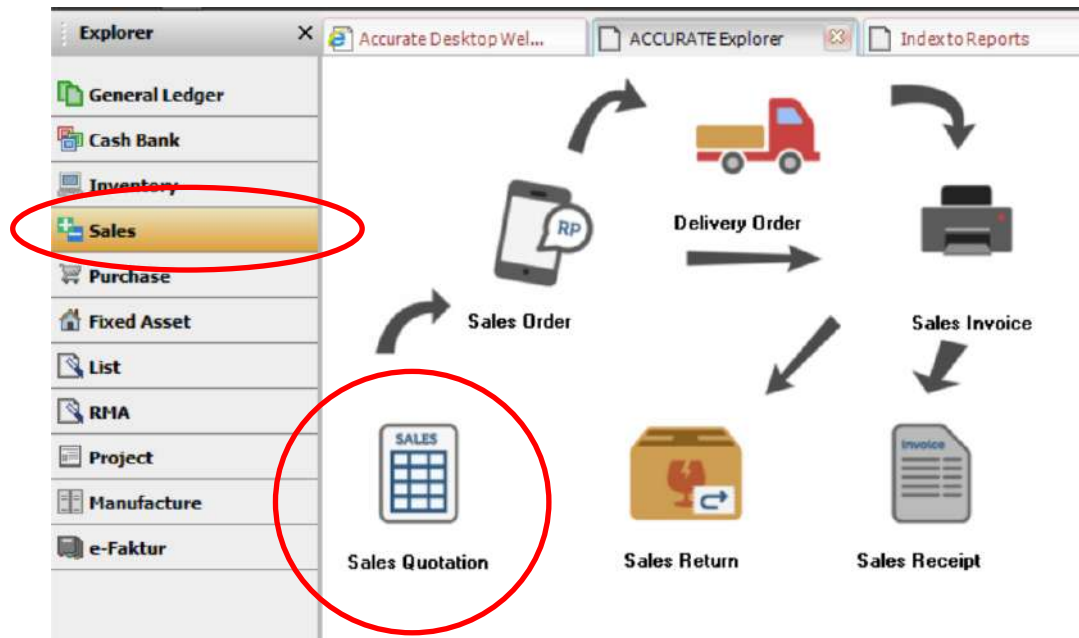 Explorer
Accurate Desktop Wel...
ACCURATE Explorer
Index to Reports
General Ledger
Cash Bank
Inventory
Sales
Purchase
Fixed Asset
List
RMA
Project
Manufacture
e-Faktur
RP
Delivery Order
Sales Order
Sales Invoice
SALES
Invoice
Sales Quotation
Sales Return
Sales Receipt